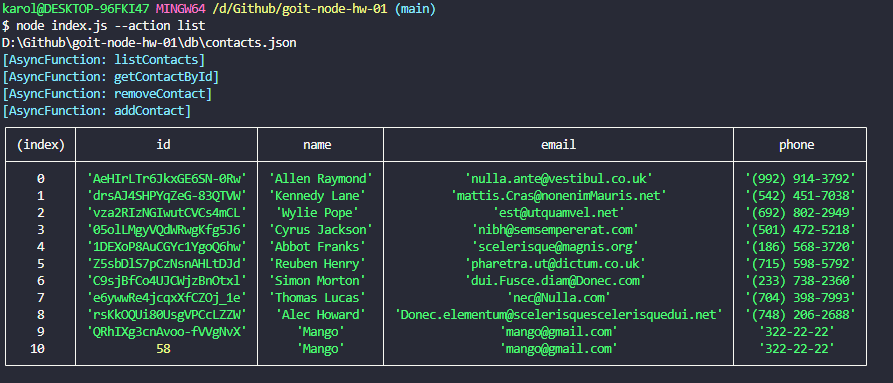 karol@DESKTOP-96FKI47 MINGW64 /d/Github/goit-node-hw-01 (main)
$ node index.js --action list
D:\Github\goit-node-hw-01\db\contacts.json
[AsyncFunction: listContacts]
[AsyncFunction: getContactById]
[AsyncFunction: removeContact]
[AsyncFunction: addContact]
(index) id name email phone
0 'AeHIrLTr6JkxGE6SN-0Rw' 'Allen Raymond' 'nulla.ante@vestibul.co.uk' '(992) 914-3792'
1 'drsAJ4SHPYqZeG-83QTVW' 'Kennedy Lane' 'mattis.Cras@nonenimMauris.net' '(542) 451-7038'
2 'vza2RIzNGIwutCVCs4mCL' 'Wylie Pope' 'est@utquamvel.net' '(692) 802-2949'
3 '05olLMgyVQdWRwgKfg5J6' 'Cyrus Jackson' 'nibh@semsempererat.com' '(501) 472-5218'
4 '1DEXoP8AuCGYc1YgoQ6hw' 'Abbot Franks' 'scelerisque@magnis.org' '(186) 568-3720'
5 'Z5sbDlS7pCzNsnAHLtDJd' 'Reuben Henry' 'pharetra.ut@dictum.co.uk' '(715) 598-5792'
6 'C9sjBfCo4UJCWjzBnOtxl' 'Simon Morton' 'dui.Fusce.diam@Donec.com' '(233) 738-2360'
7 'e6ywwRe4jcqxXfCZOj_1e' 'Thomas Lucas' 'nec@Nulla.com' '(704) 398-7993'
8 'rsKkOQUi80UsgVPCcLZZW' 'Alec Howard' 'Donec.elementum@scelerisquescelerisquedui.net' '(748) 206-2688'
9 'QRhIXg3cnAvoo-fVVgNvX' 'Mango' 'mango@gmail.com' '322-22-22'
10 58 'Mango' 'mango@gmail.com' '322-22-22'